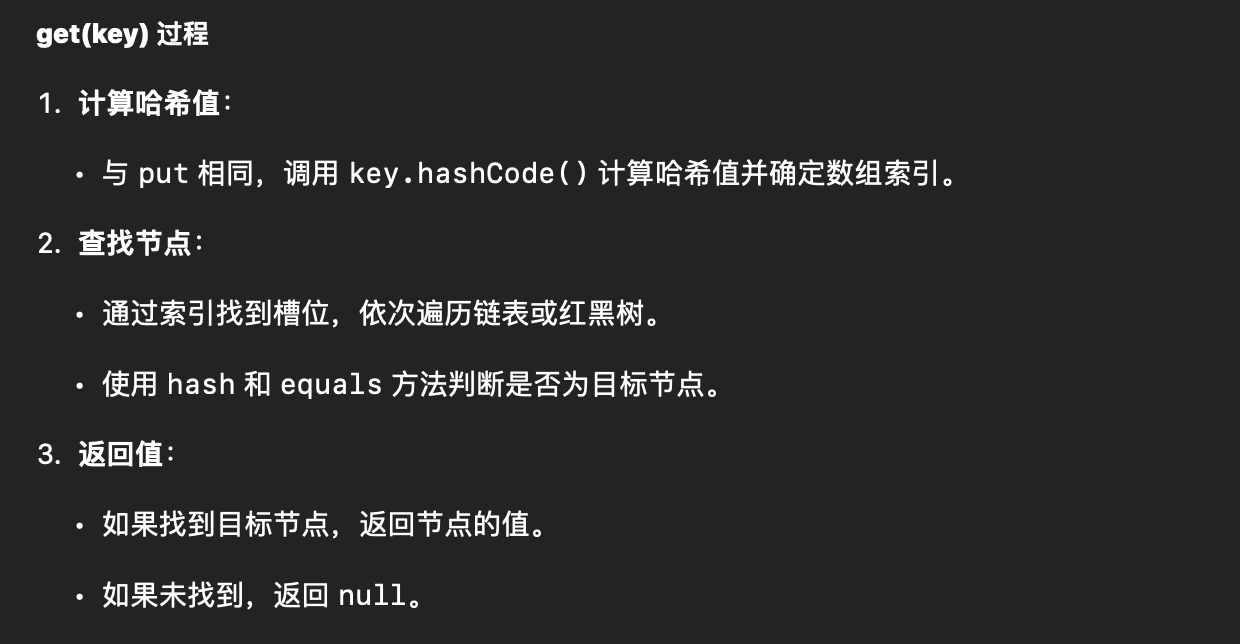 get(key) 过程
1. 计算哈希值：
• 与 put 相同，调用 key.hashCode() 计算哈希值并确定数组索引。
2. 查找节点：
• 通过索引找到槽位，依次遍历链表或红黑树。
• 使用 hash 和 equals 方法判断是否为目标节点。
3. 返回值：
• 如果找到目标节点，返回节点的值。
• 如果未找到，返回 null。